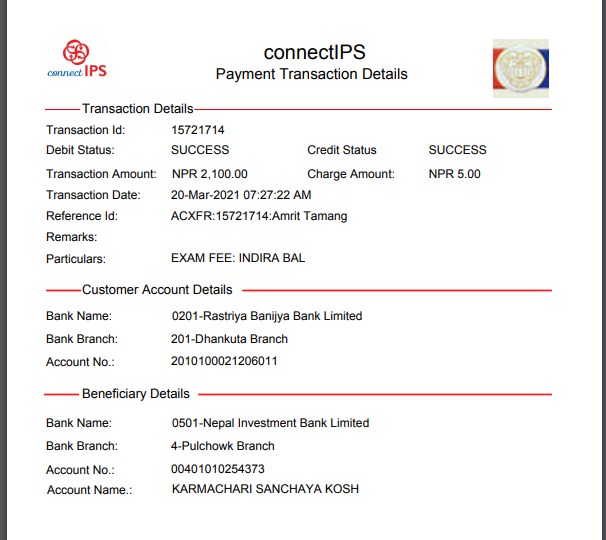 connectIPS
connectIPS
Payment Transaction Details
Transaction Details
Transaction Id: 15721714
Debit Status: SUCCESS Credit Status SUCCESS
Transaction Amount: NPR 2,100.00 Charge Amount: NPR 5.00
Transaction Date: 20-Mar-2021 07:27:22 AM
Reference Id: ACXFR:15721714:Amrit Tamang
Remarks:
Particulars: EXAM FEE: INDIRA BAL
Customer Account Details
Bank Name: 0201-Rastriya Banijya Bank Limited
Bank Branch: 201-Dhankuta Branch
Account No.: 2010100021206011
Beneficiary Details
Bank Name: 0501-Nepal Investment Bank Limited
Bank Branch: 4-Pulchowk Branch
Account No.: 00401010254373
Account Name.: KARMACHARI SANCHAYA KOSH